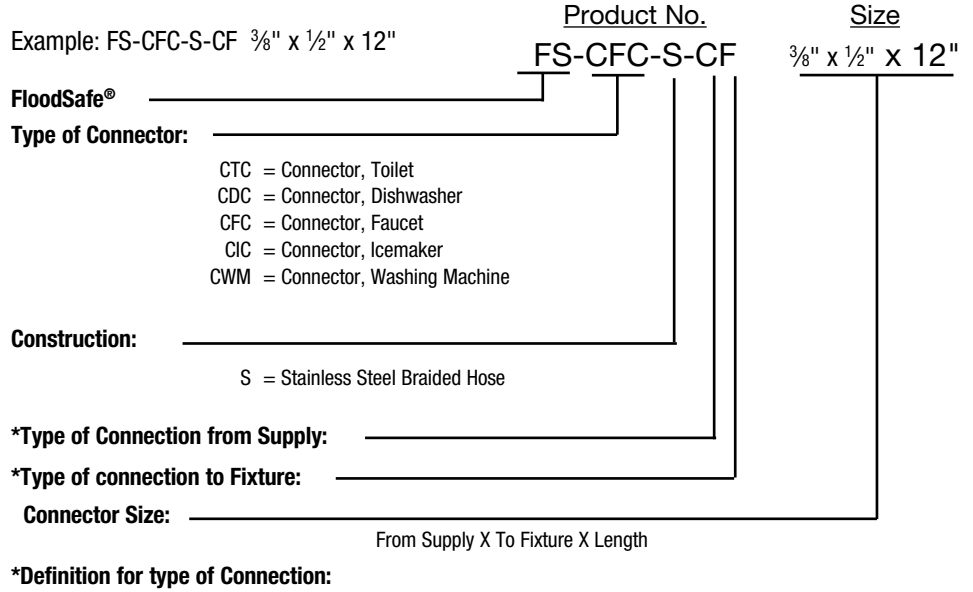 Product No. Size
Example: FS-CFC-S-CF ⅜" x ½" x 12" FS-CFC-S-CF ⅜" x ½" x 12"
FloodSafe®
Type of Connector:
CTC = Connector, Toilet
CDC = Connector, Dishwasher
CFC = Connector, Faucet
CIC = Connector, Icemaker
CWM = Connector, Washing Machine
Construction:
S = Stainless Steel Braided Hose
*Type of Connection from Supply:
*Type of connection to Fixture:
Connector Size:
From Supply X To Fixture X Length
*Definition for type of Connection: